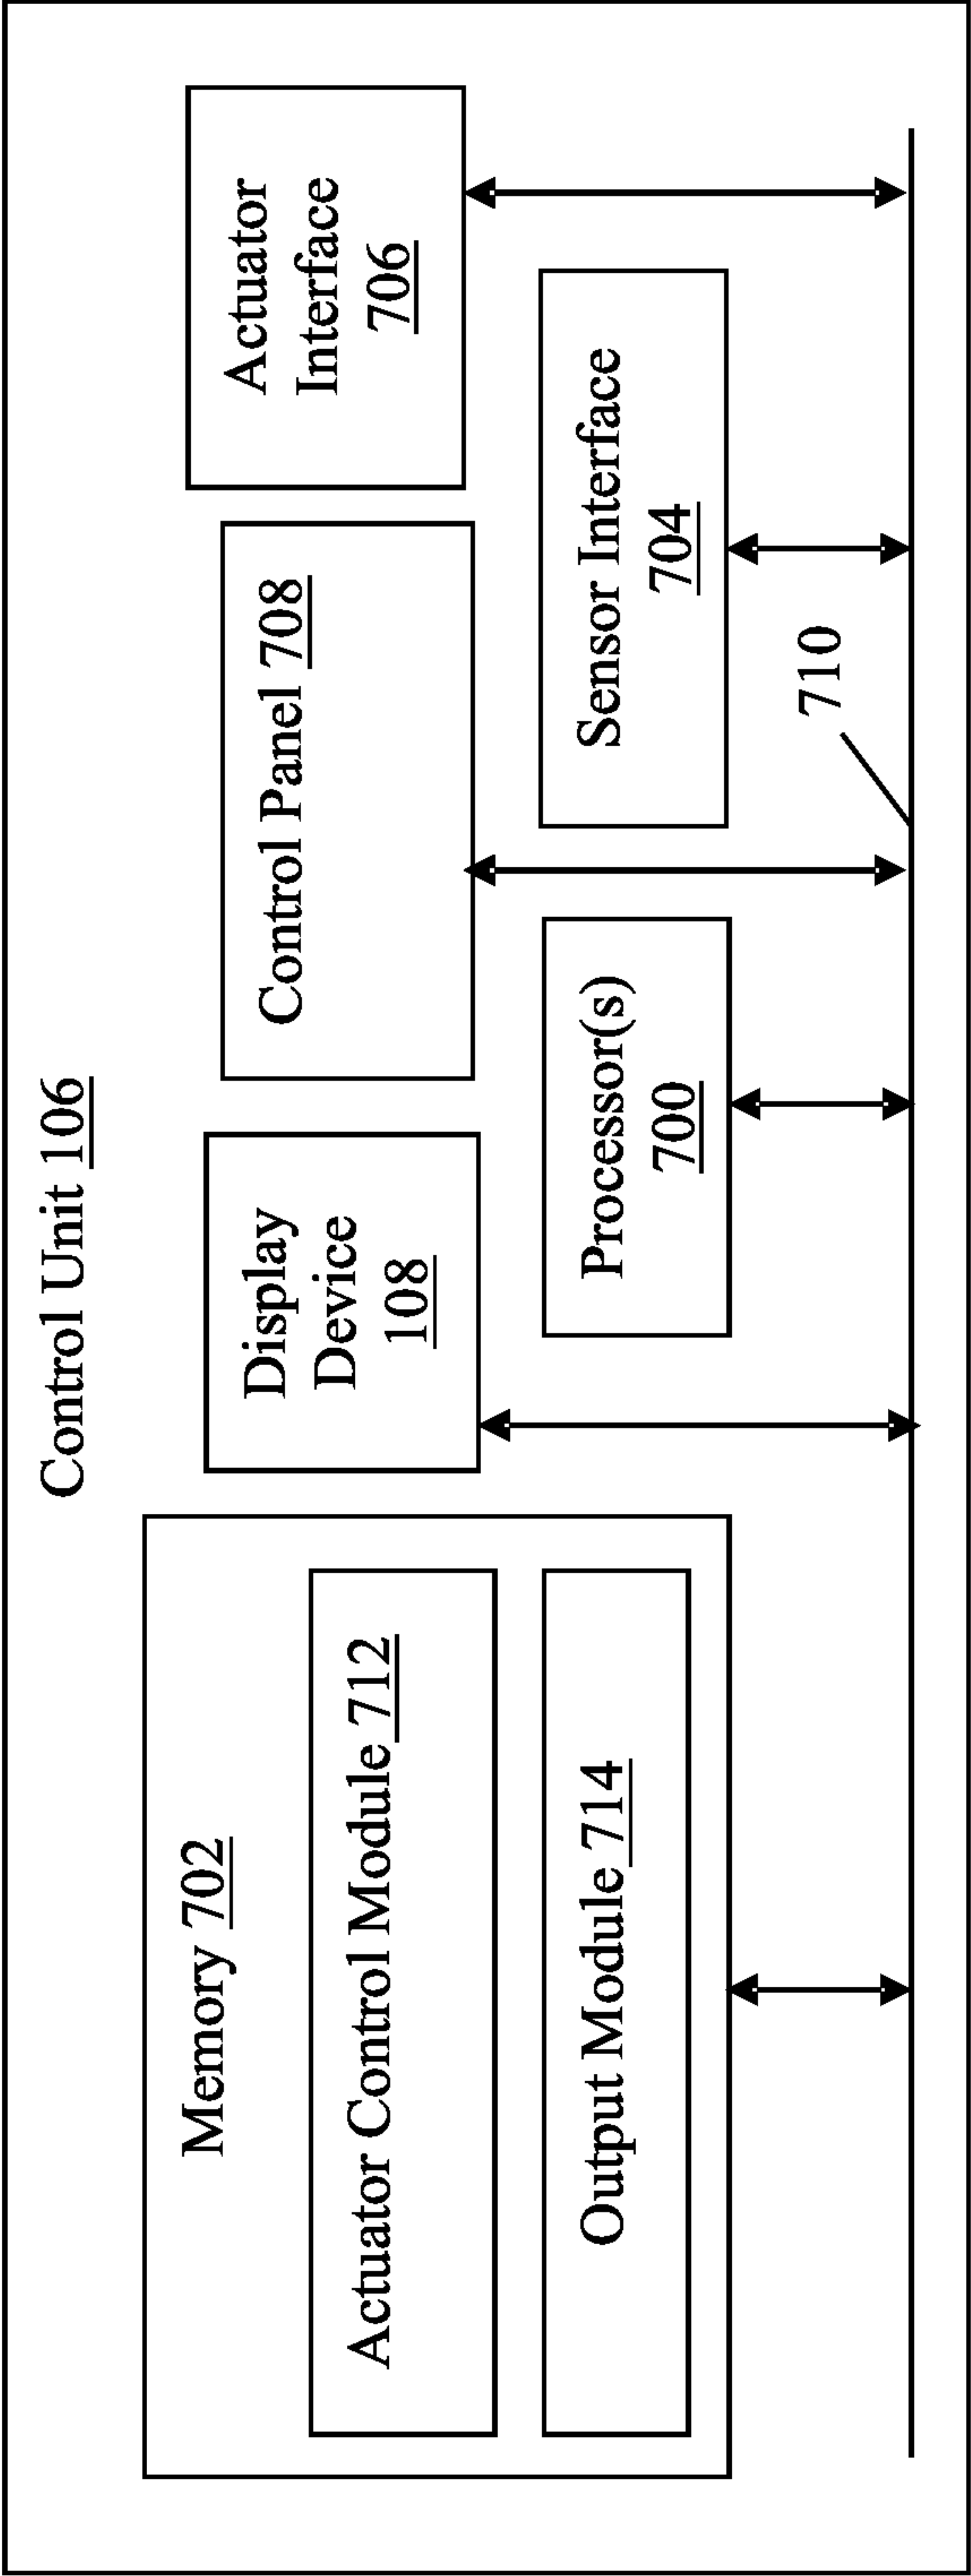 Control Unit 106
Memory 702
Actuator Control Module 712
Output Module 714
Display
Device
108
Processor(s)
700
Control Panel 708
Sensor Interface
704
Actuator
Interface
706
710